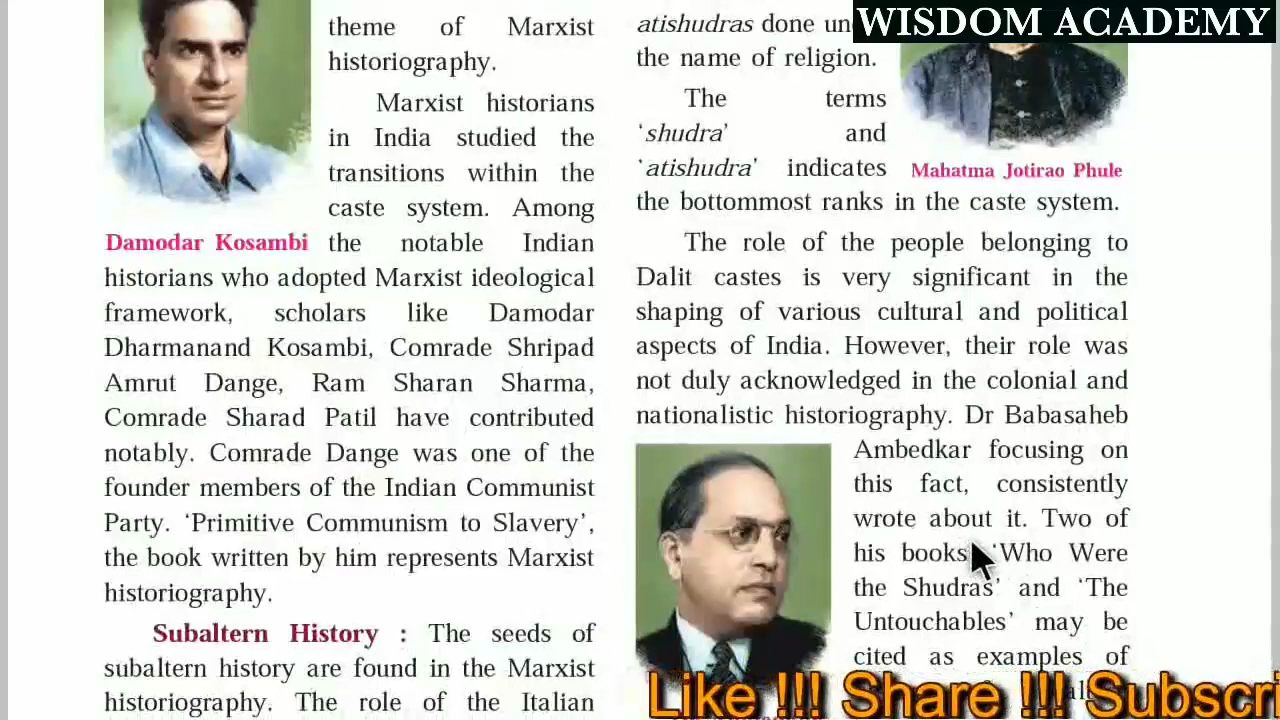 WISDOM ACADEMY
theme of Marxist
historiography.
Marxist historians
in India studied the
transitions within the
caste system. Among
Damodar Kosambi
the notable Indian
historians who adopted Marxist ideological
framework, scholars like Damodar
Dharmanand Kosambi, Comrade Shripad
Amrut Dange, Ram Sharan Sharma,
Comrade Sharad Patil have contributed
notably. Comrade Dange was one of the
founder members of the Indian Communist
Party. ‘Primitive Communism to Slavery’,
the book written by him represents Marxist
historiography.
Subaltern History : The seeds of
subaltern history are found in the Marxist
historiography. The role of the Italian
atishudras done
the name of religion.
The terms
‘shudra’ and
‘atishudra’ indicates
Mahatma Jotirao Phule
the bottommost ranks in the caste system.
The role of the people belonging to
Dalit castes is very significant in the
shaping of various cultural and political
aspects of India. However, their role was
not duly acknowledged in the colonial and
nationalistic historiography. Dr Babasaheb
Ambedkar focusing on
this fact, consistently
wrote about it. Two of
his books ‘Who Were
the Shudras’ and ‘The
Untouchables’ may be
cited as examples of
Like !!! Share !!! Subscri